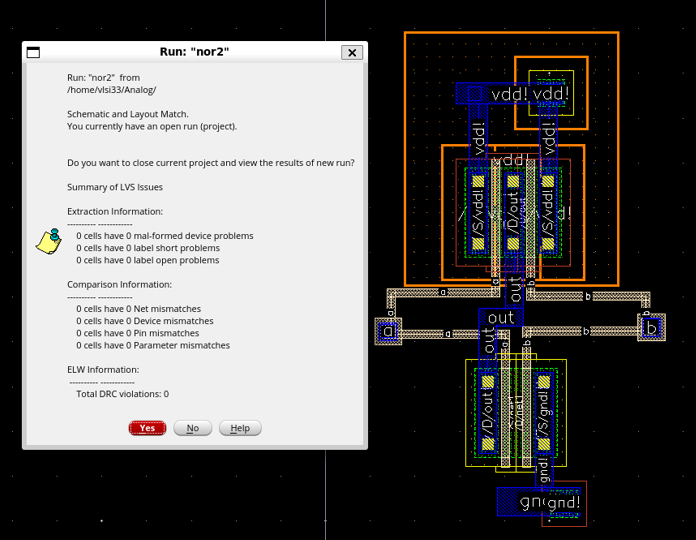 Run: "nor2"
Run: "nor2" from
/home/vlsi33/Analog/
Schematic and Layout Match.
You currently have an open run (project).
Do you want to close current project and view the results of new run?
Summary of LVS Issues
Extraction Information:
---------- ------------
0 cells have 0 mal-formed device problems
0 cells have 0 label short problems
0 cells have 0 label open problems
Comparison Information:
---------- ------------
0 cells have 0 Net mismatches
0 cells have 0 Device mismatches
0 cells have 0 Pin mismatches
0 cells have 0 Parameter mismatches
ELW Information:
---------- ------------
Total DRC violations: 0
Yes No Help
vdd! vdd!
vdd! vdd!
vdd!
/S/vdd! /D/out /S/vdd!
out
a b
a b
a b
a b
out
out
a b
a b
/D/out /D/net1 /S/gnd!
gnd!
gnd!